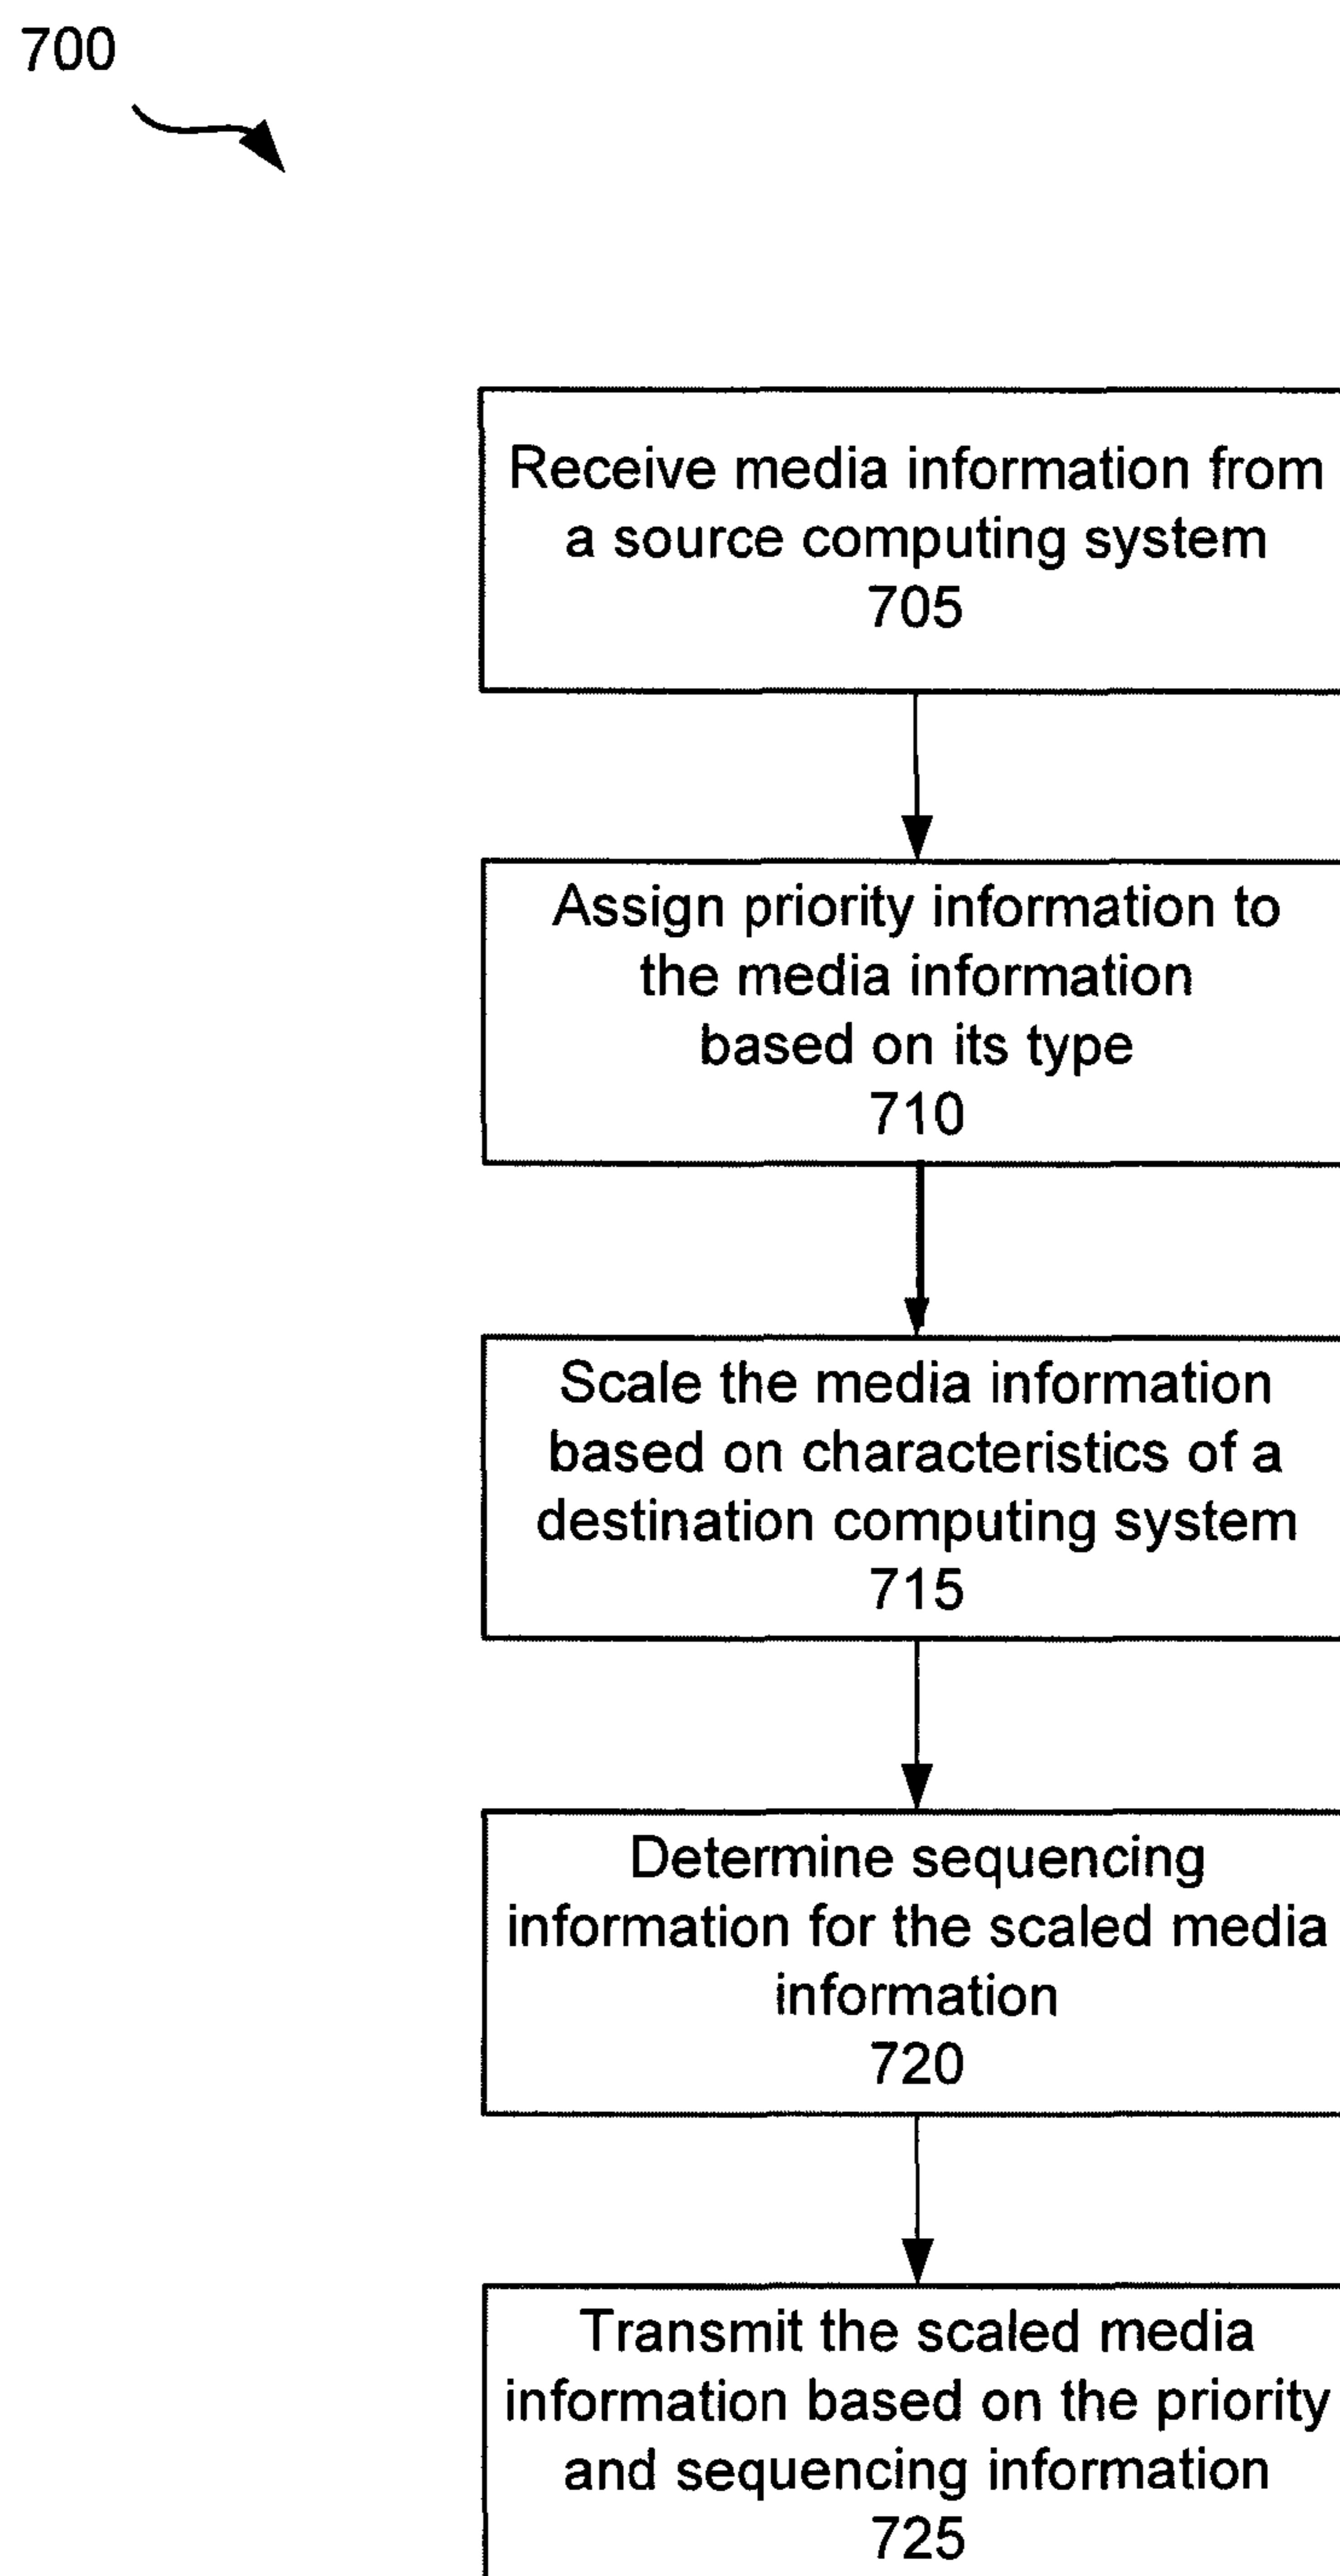 700
Receive media information from
a source computing system
705
Assign priority information to
the media information
based on its type
710
Scale the media information
based on characteristics of a
destination computing system
715
Determine sequencing
information for the scaled media
information
720
Transmit the scaled media
information based on the priority
and sequencing information
725